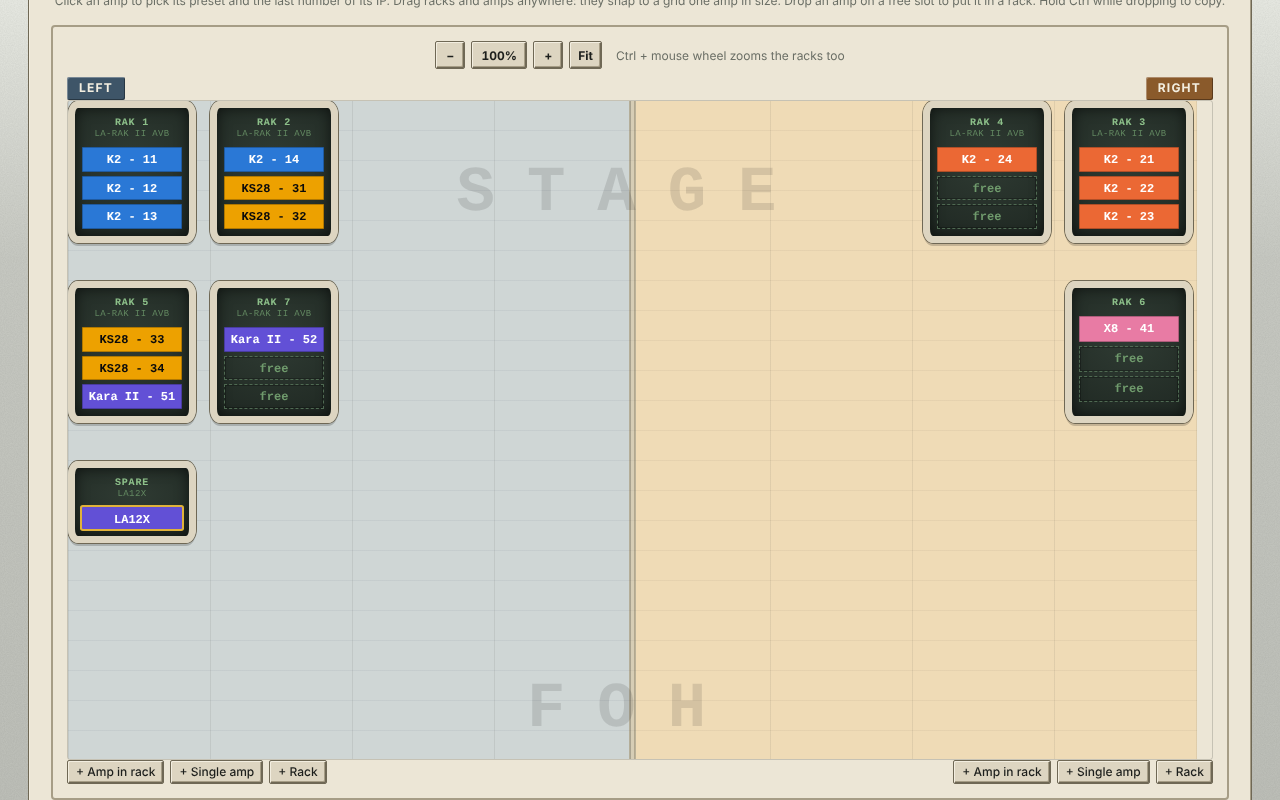 Click an amp to pick its preset and the last number of its IP. Drag racks and amps anywhere: they snap to a grid one amp in size. Drop an amp on a free slot to put it in a rack. Hold Ctrl while dropping to copy.
− 100% + Fit Ctrl + mouse wheel zooms the racks too
LEFT RIGHT
STAGE
RAK 1
LA-RAK II AVB
K2 - 11
K2 - 12
K2 - 13
RAK 2
LA-RAK II AVB
K2 - 14
KS28 - 31
KS28 - 32
RAK 4
LA-RAK II AVB
K2 - 24
free
free
RAK 3
LA-RAK II AVB
K2 - 21
K2 - 22
K2 - 23
RAK 5
LA-RAK II AVB
KS28 - 33
KS28 - 34
Kara II - 51
RAK 7
LA-RAK II AVB
Kara II - 52
free
free
RAK 6
X8 - 41
free
free
SPARE
LA12X
LA12X
FOH
+ Amp in rack + Single amp + Rack + Amp in rack + Single amp + Rack